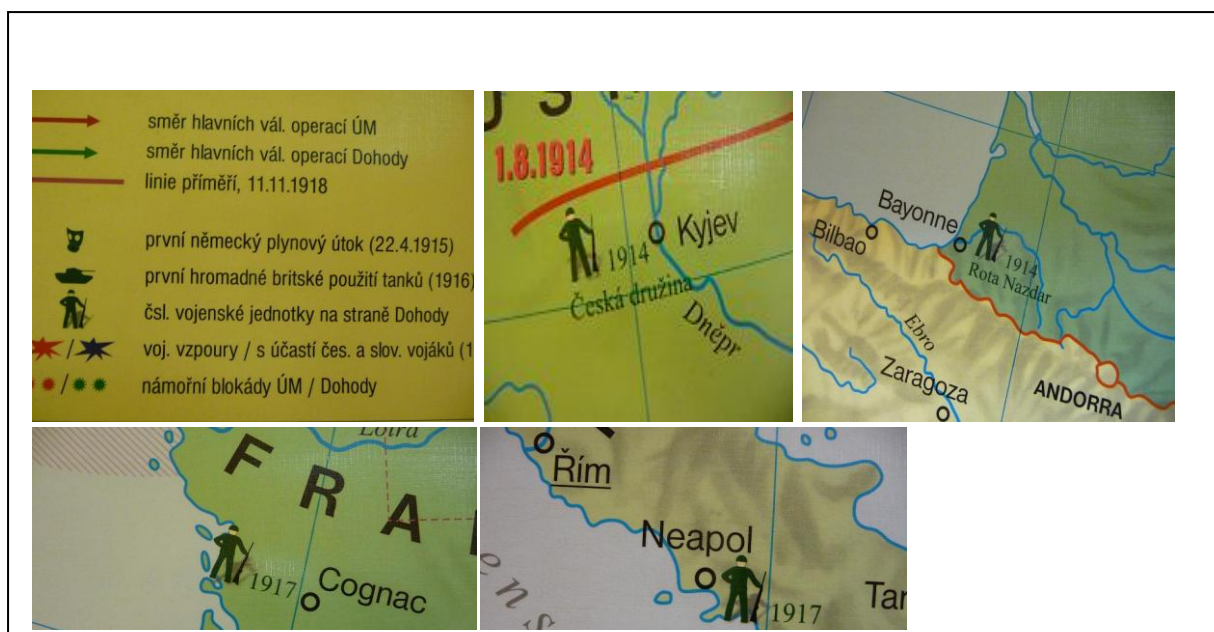 směr hlavních vál. operací ÚM
směr hlavních vál. operací Dohody
linie příměří, 11.11.1918
první německý plynový útok (22.4.1915)
první hromadné britské použití tanků (1916)
čsl. vojenské jednotky na straně Dohody
voj. vzpoury / s účastí čes. a slov. vojáků (1
námořní blokády ÚM / Dohody
1.8.1914
Kyjev
1914
Česká družina
Dněpr
Bayonne
Bilbao
1914
Rota Nazdar
Ebro
Zaragoza
ANDORRA
Loira
FRA
1917
Cognac
Řím
Neapol
1917